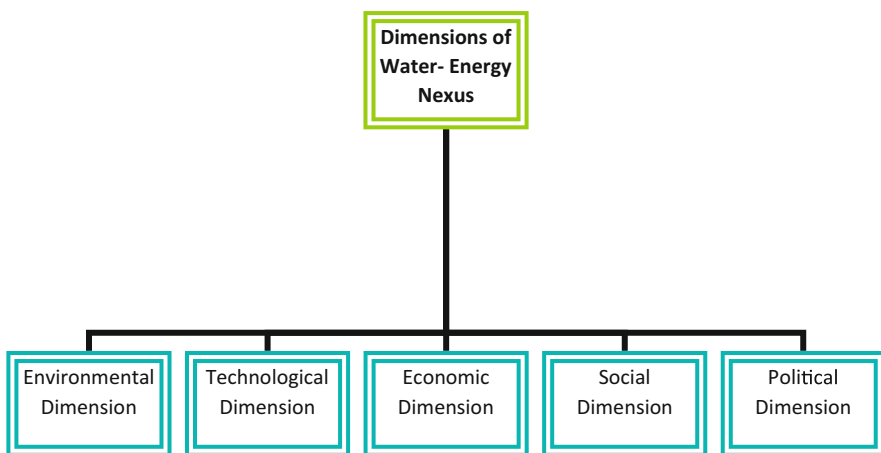 Dimensions of
Water- Energy
Nexus
Environmental
Dimension
Technological
Dimension
Economic
Dimension
Social
Dimension
Political
Dimension